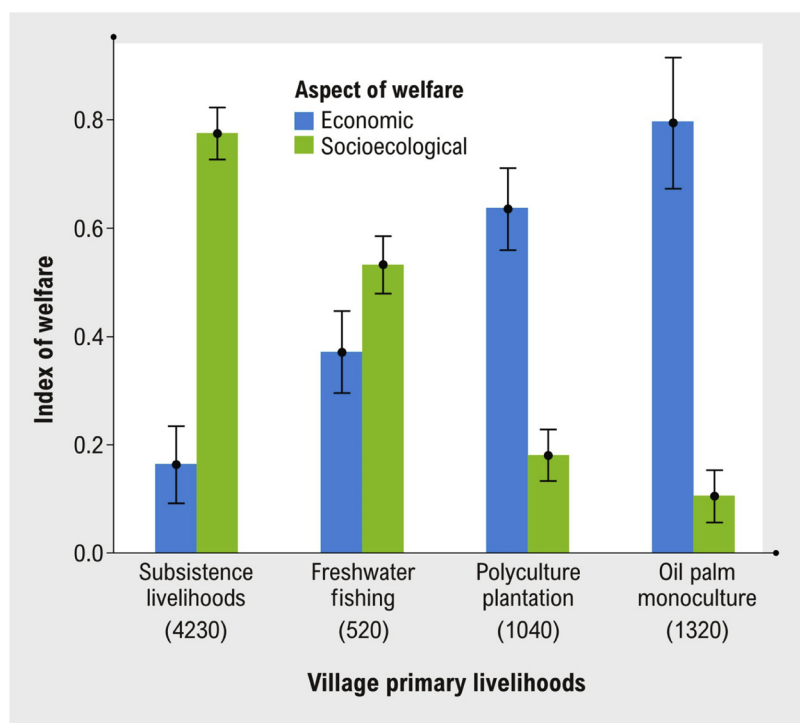 Aspect of welfare
Economic
Socioecological
Index of welfare
0.8
0.6
0.4
0.2
0.0
Subsistence
livelihoods
(4230)
Freshwater
fishing
(520)
Polyculture
plantation
(1040)
Oil palm
monoculture
(1320)
Village primary livelihoods